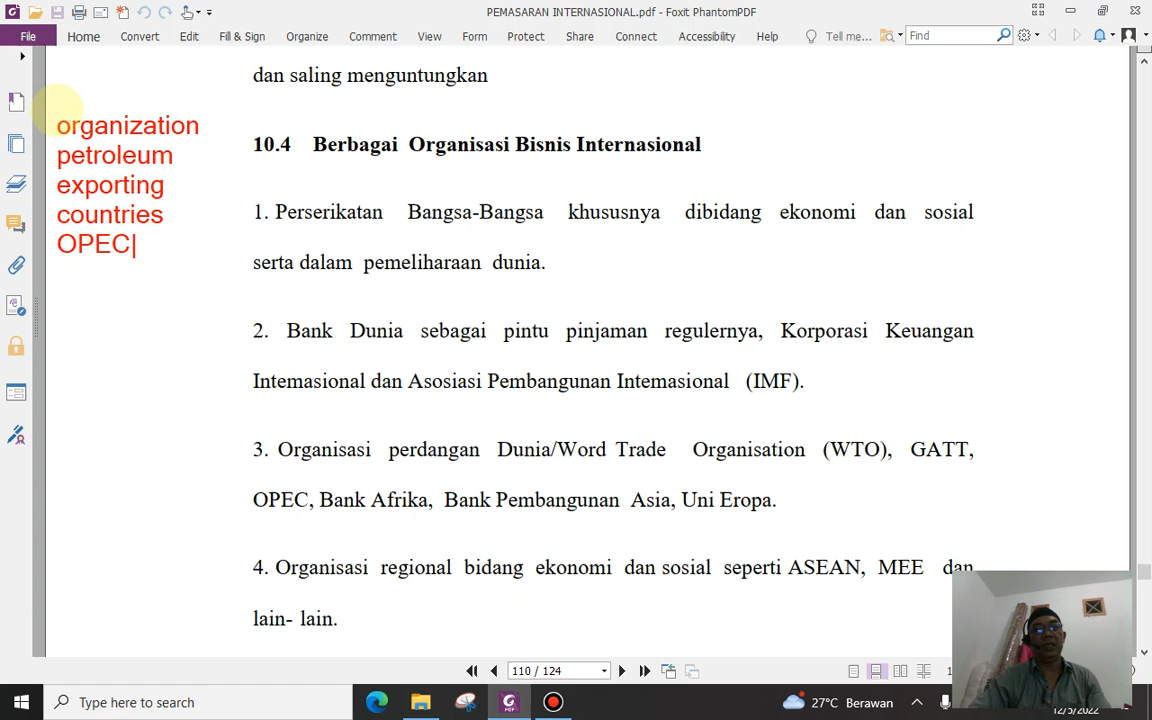 PEMASARAN INTERNASIONAL.pdf - Foxit PhantomPDF
File Home Convert Edit Fill & Sign Organize Comment View Form Protect Share Connect Accessibility Help Tell me... Find
dan saling menguntungkan
organization
petroleum
exporting
countries
OPEC
10.4 Berbagai Organisasi Bisnis Internasional
1. Perserikatan Bangsa-Bangsa khususnya dibidang ekonomi dan sosial
serta dalam pemeliharaan dunia.
2. Bank Dunia sebagai pintu pinjaman regulernya, Korporasi Keuangan
Intemasional dan Asosiasi Pembangunan Intemasional (IMF).
3. Organisasi perdangan Dunia/Word Trade Organisation (WTO), GATT,
OPEC, Bank Afrika, Bank Pembangunan Asia, Uni Eropa.
4. Organisasi regional bidang ekonomi dan sosial seperti ASEAN, MEE dan
lain- lain.
110 / 124
Type here to search
PDF
27°C Berawan
12/5/2022